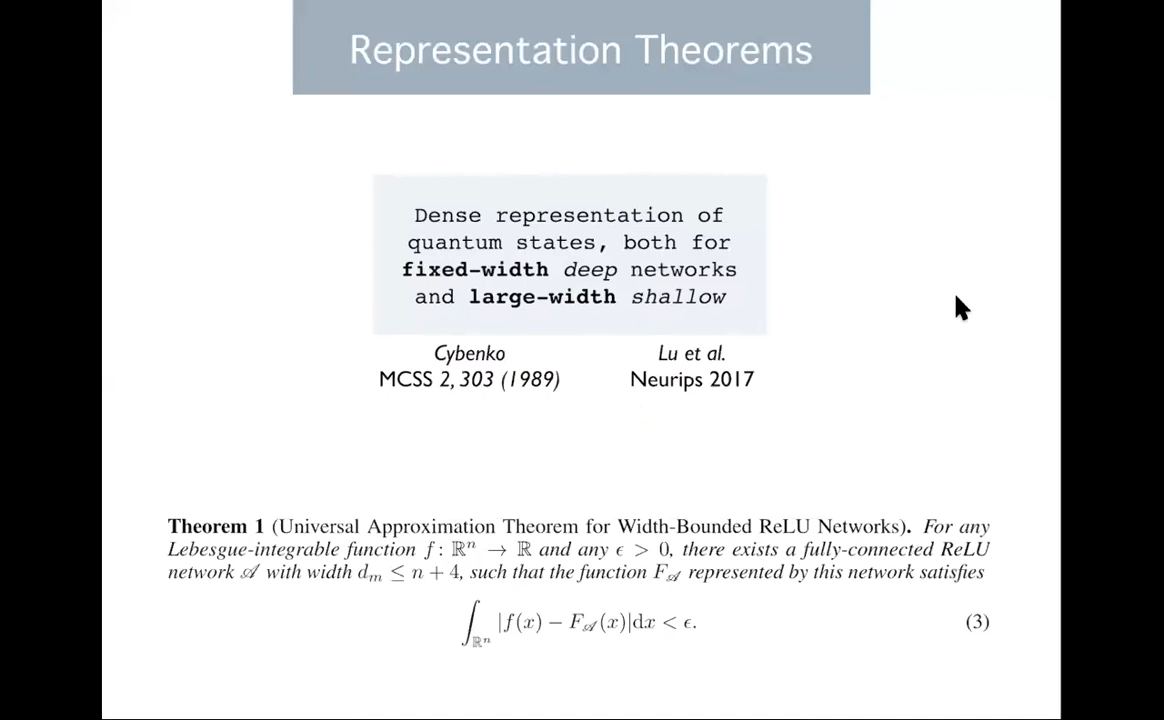 Representation Theorems
Dense representation of
quantum states, both for
fixed-width deep networks
and large-width shallow
Cybenko
MCSS 2, 303 (1989)
Lu et al.
Neurips 2017
Theorem 1 (Universal Approximation Theorem for Width-Bounded ReLU Networks). For any
Lebesgue-integrable function f: ℝⁿ → ℝ and any ϵ > 0, there exists a fully-connected ReLU
network 𝒜 with width dₘ ≤ n + 4, such that the function F_𝒜 represented by this network satisfies
∫_ℝⁿ |f(x) − F_𝒜(x)|dx < ϵ. (3)